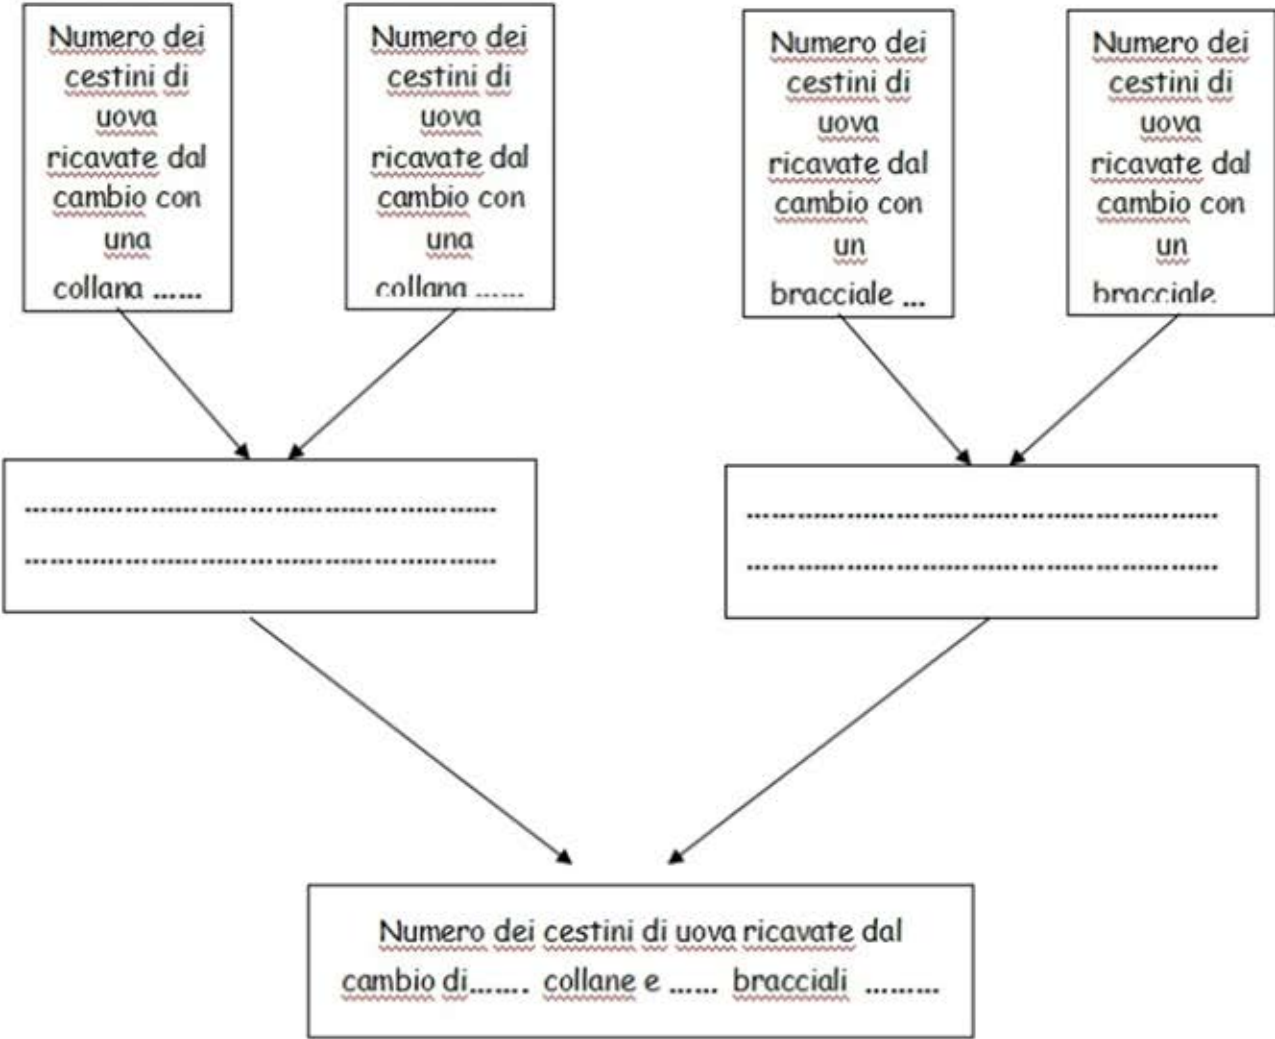 Numero dei
cestini di
uova
ricavate dal
cambio con
una
collana ......
Numero dei
cestini di
uova
ricavate dal
cambio con
una
collana ......
Numero dei
cestini di
uova
ricavate dal
cambio con
un
bracciale ...
Numero dei
cestini di
uova
ricavate dal
cambio con
un
bracciale
......................................................
......................................................
......................................................
......................................................
Numero dei cestini di uova ricavate dal
cambio di....... collane e ...... bracciali .........